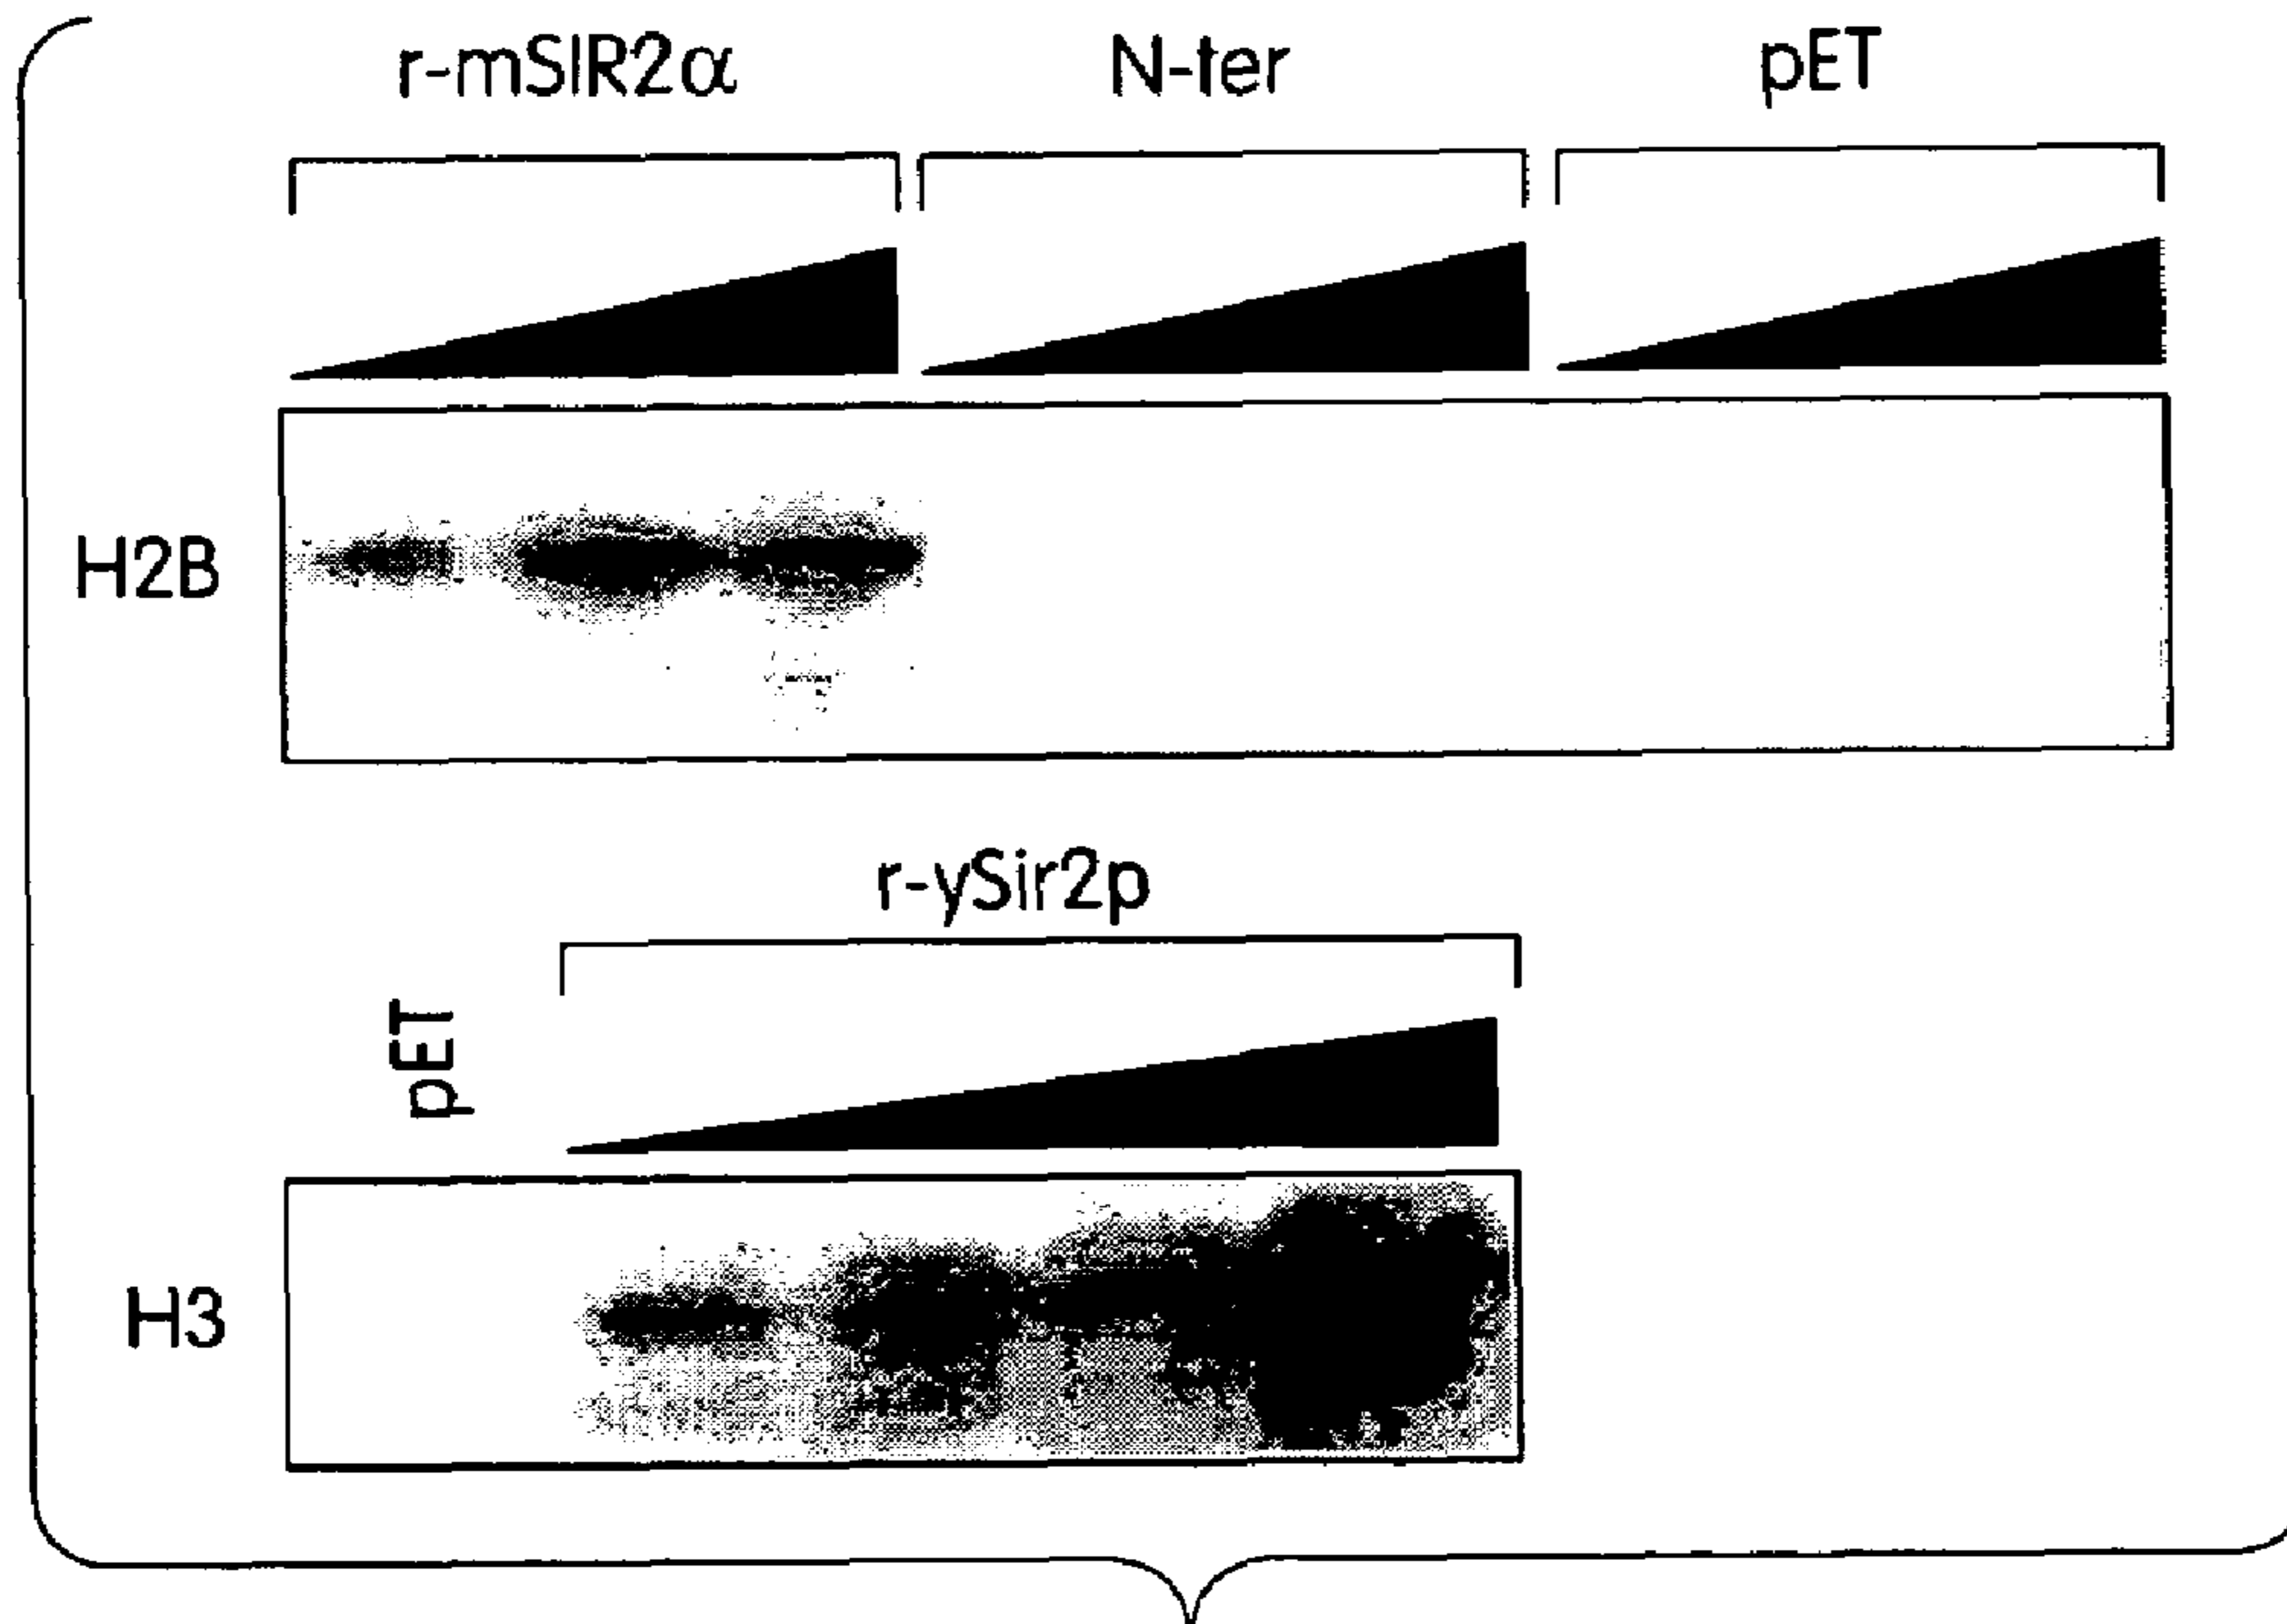 r-mSIR2α N-ter pET
H2B
r-ySir2p
pET
H3